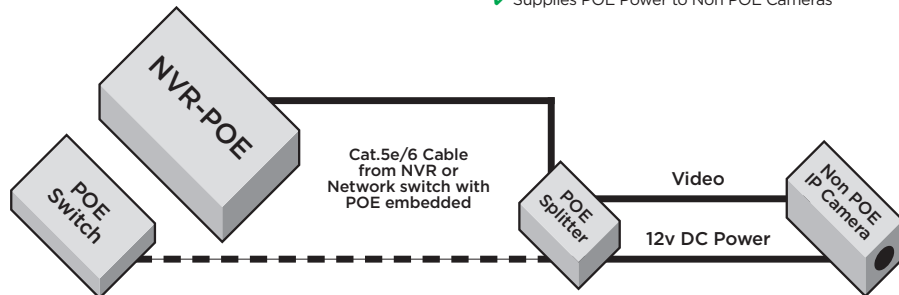 ✔ Supplies POE Power to Non POE Cameras
NVR-POE
POE
Switch
Cat.5e/6 Cable
from NVR or
Network switch with
POE embedded
POE
Splitter
Video
12v DC Power
Non POE
IP Camera